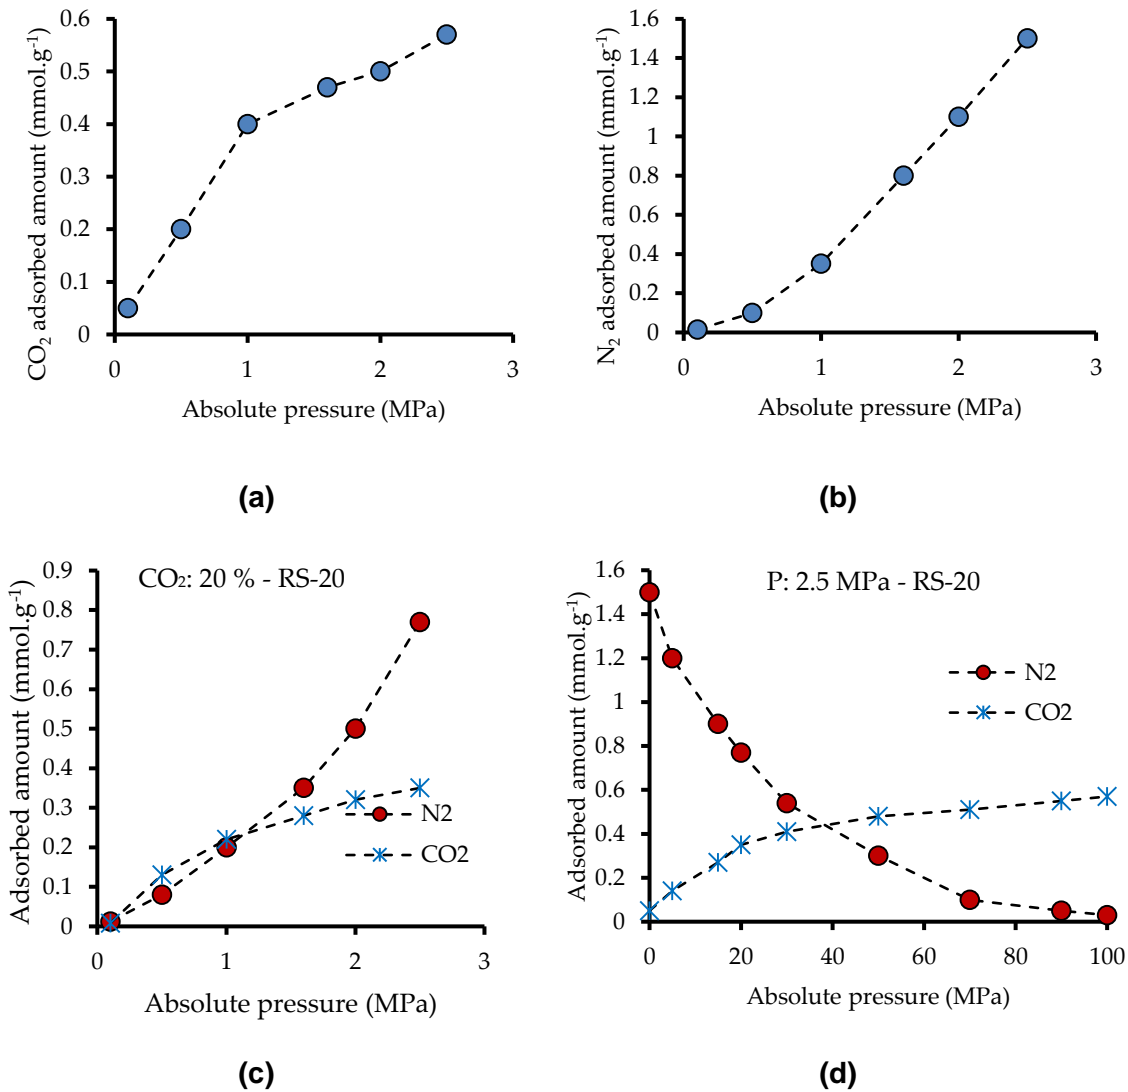 CO₂ adsorbed amount (mmol.g⁻¹)
0.6
0.5
0.4
0.3
0.2
0.1
0
0 1 2 3
Absolute pressure (MPa)
(a)
N₂ adsorbed amount (mmol.g⁻¹)
1.6
1.4
1.2
1
0.8
0.6
0.4
0.2
0
0 1 2 3
Absolute pressure (MPa)
(b)
CO₂: 20 % - RS-20
Adsorbed amount (mmol.g⁻¹)
0.9
0.8
0.7
0.6
0.5
0.4
0.3
0.2
0.1
0
N2
CO2
0 1 2 3
Absolute pressure (MPa)
(c)
P: 2.5 MPa - RS-20
Adsorbed amount (mmol.g⁻¹)
1.6
1.4
1.2
1
0.8
0.6
0.4
0.2
0
N2
CO2
0 20 40 60 80 100
Absolute pressure (MPa)
(d)